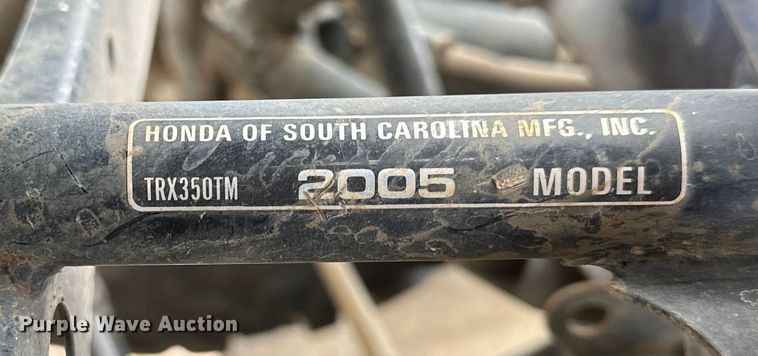 HONDA OF SOUTH CAROLINA MFG., INC.
TRX350TM 2005 MODEL
Purple Wave Auction